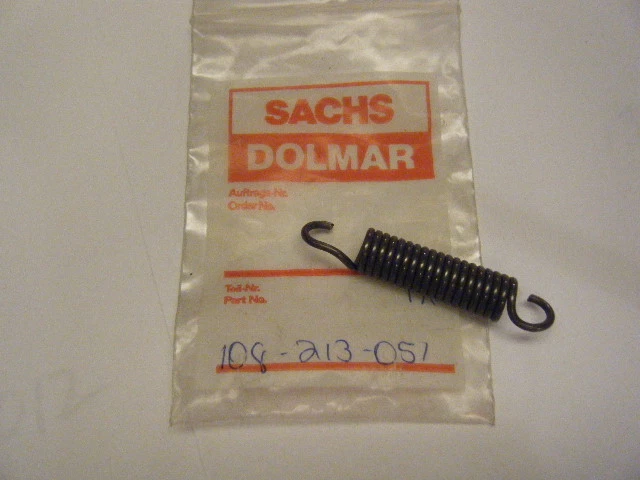 SACHS
DOLMAR
Auftrags-Nr.
Order No.
Teil-Nr.
Part No.
108-213-051